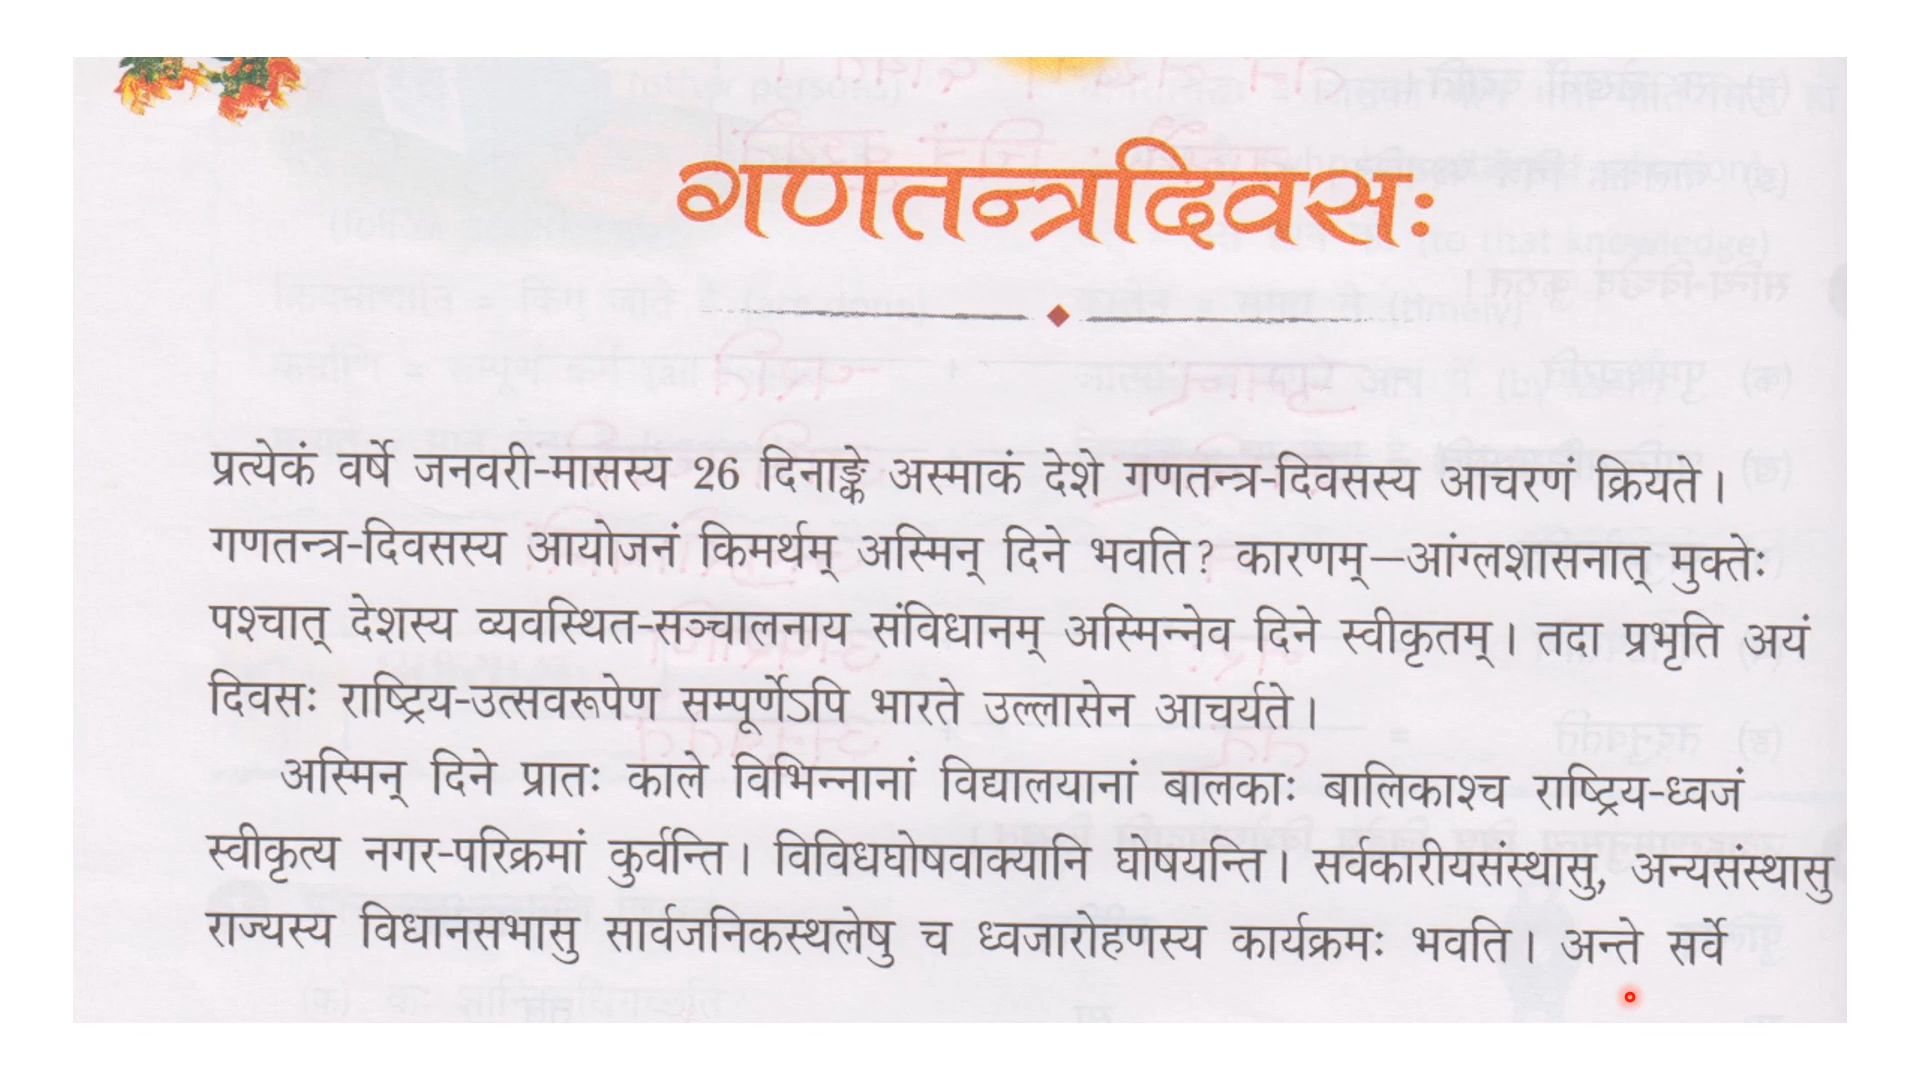 गणतन्त्रदिवसः
प्रत्येकं वर्षे जनवरी-मासस्य 26 दिनाङ्के अस्माकं देशे गणतन्त्र-दिवसस्य आचरणं क्रियते।
गणतन्त्र-दिवसस्य आयोजनं किमर्थम् अस्मिन् दिने भवति? कारणम्—आंग्लशासनात् मुक्तेः
पश्चात् देशस्य व्यवस्थित-सञ्चालनाय संविधानम् अस्मिन्नेव दिने स्वीकृतम्। तदा प्रभृति अयं
दिवसः राष्ट्रिय-उत्सवरूपेण सम्पूर्णेऽपि भारते उल्लासेन आचर्यते।
अस्मिन् दिने प्रातः काले विभिन्नानां विद्यालयानां बालकाः बालिकाश्च राष्ट्रिय-ध्वजं
स्वीकृत्य नगर-परिक्रमां कुर्वन्ति। विविधघोषवाक्यानि घोषयन्ति। सर्वकारीयसंस्थासु, अन्यसंस्थासु
राज्यस्य विधानसभासु सार्वजनिकस्थलेषु च ध्वजारोहणस्य कार्यक्रमः भवति। अन्ते सर्वे